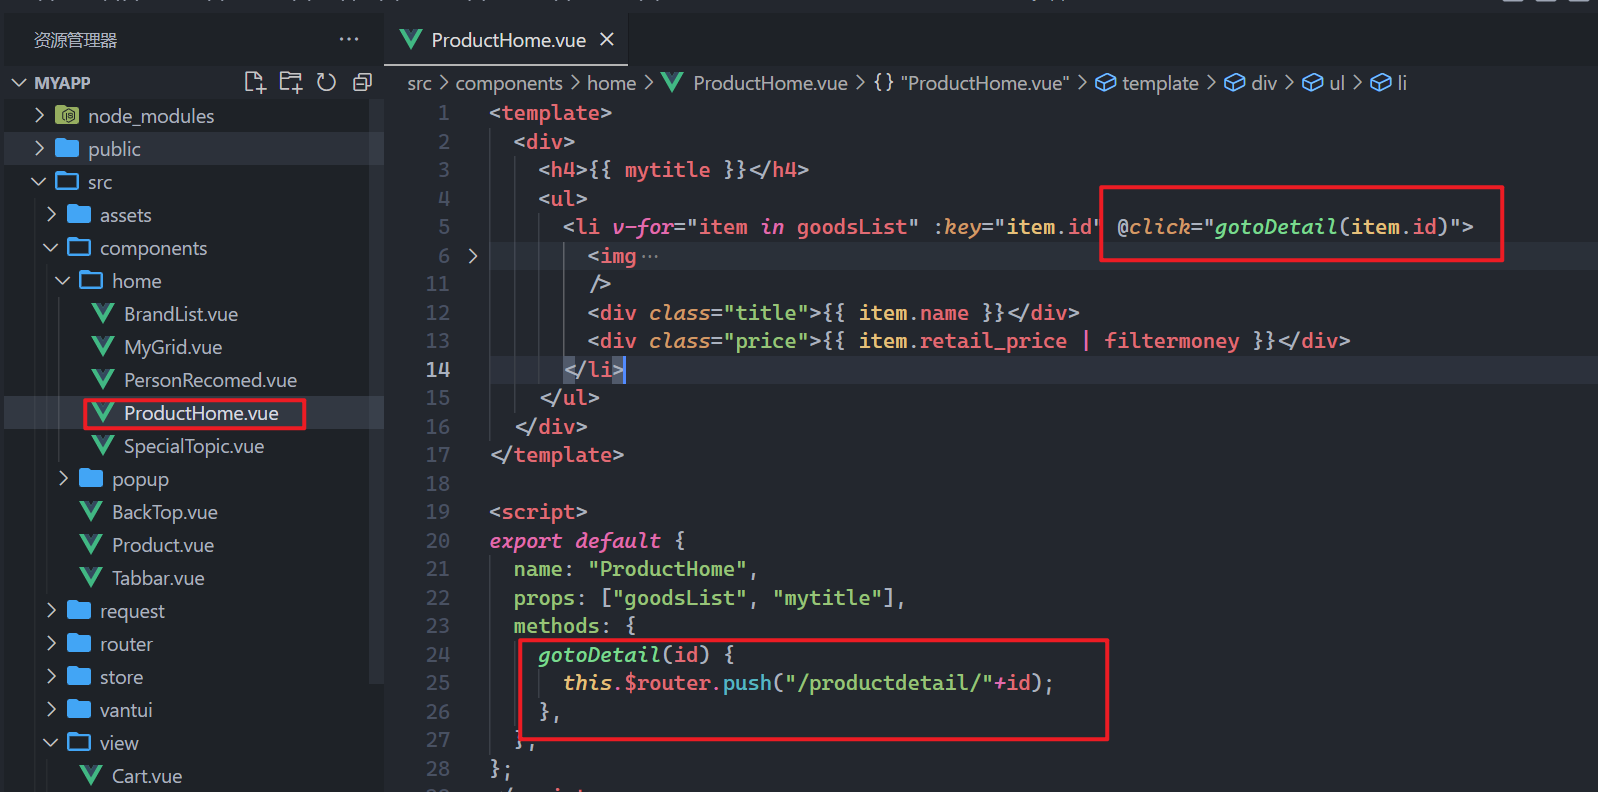 资源管理器 ···
ProductHome.vue ×
MYAPP
src > components > home > ProductHome.vue > {} "ProductHome.vue" > template > div > ul > li
node_modules
public
src
assets
components
home
BrandList.vue
MyGrid.vue
PersonRecomed.vue
ProductHome.vue
SpecialTopic.vue
popup
BackTop.vue
Product.vue
Tabbar.vue
request
router
store
vantui
view
Cart.vue
1 <template>
2 <div>
3 <h4>{{ mytitle }}</h4>
4 <ul>
5 <li v-for="item in goodsList" :key="item.id" @click="gotoDetail(item.id)">
6 <img ···
11 />
12 <div class="title">{{ item.name }}</div>
13 <div class="price">{{ item.retail_price | filtermoney }}</div>
14 </li>
15 </ul>
16 </div>
17 </template>
18
19 <script>
20 export default {
21 name: "ProductHome",
22 props: ["goodsList", "mytitle"],
23 methods: {
24 gotoDetail(id) {
25 this.$router.push("/productdetail/"+id);
26 },
27 },
28 };